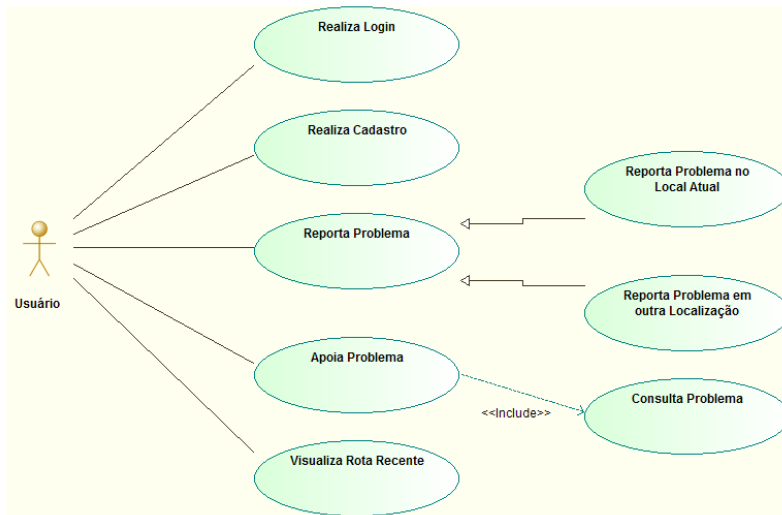 Realiza Login
Realiza Cadastro
Reporta Problema no
Local Atual
Reporta Problema
Usuário
Reporta Problema em
outra Localização
Apoia Problema
Consulta Problema
<<Include>>
Visualiza Rota Recente